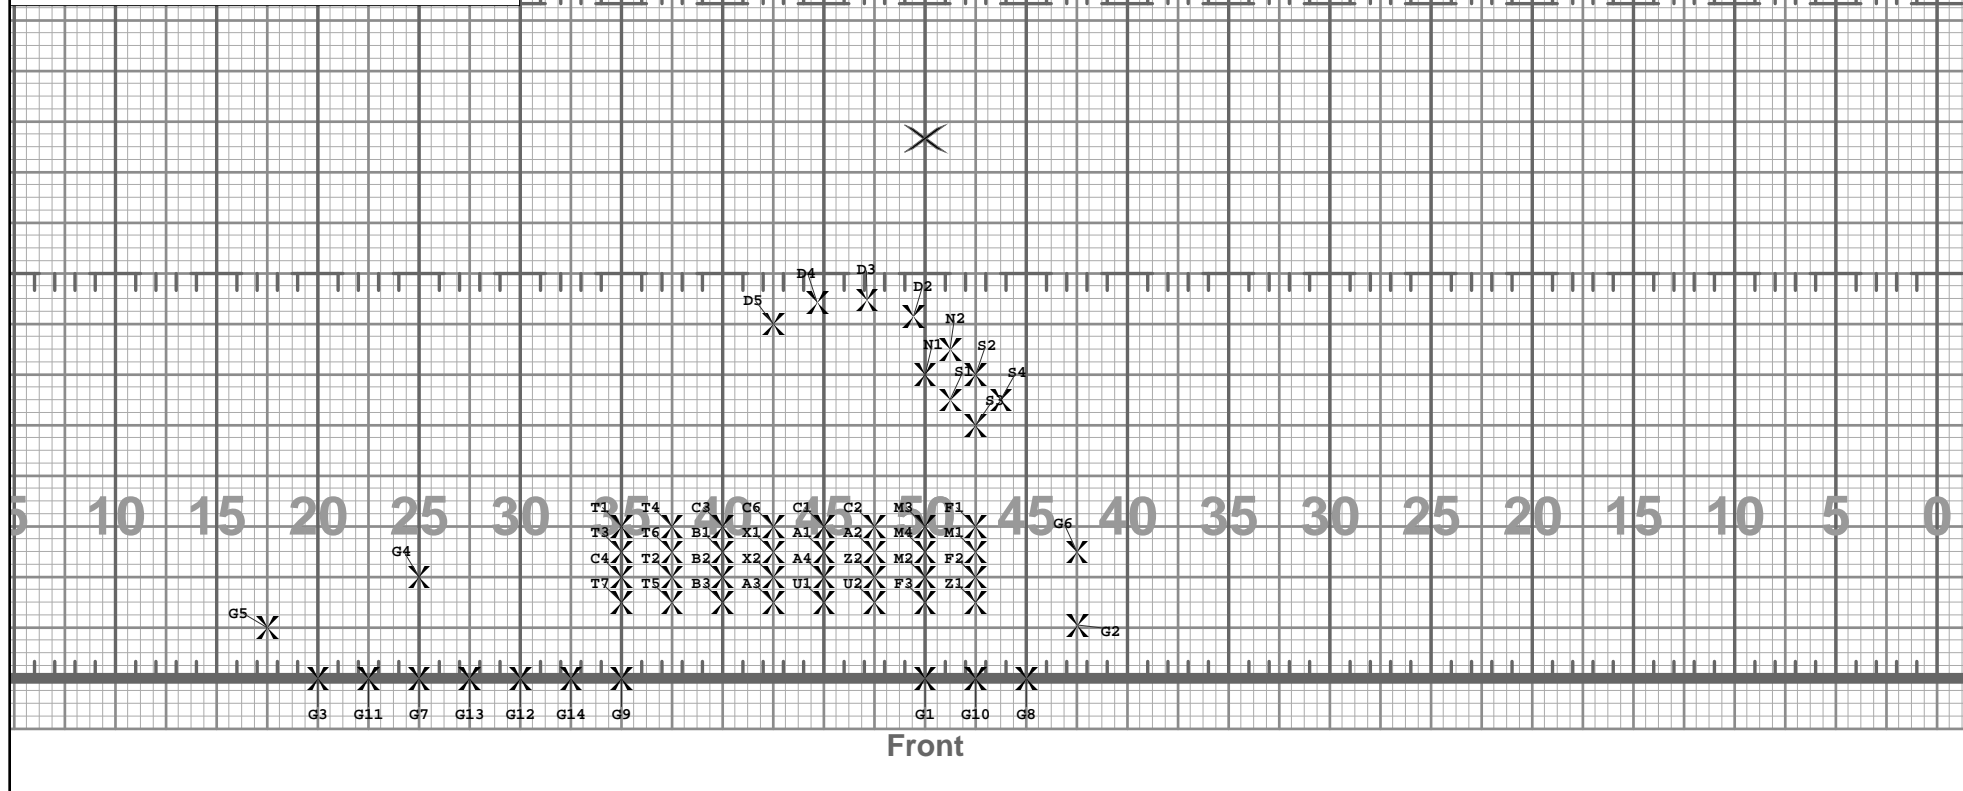 D4 D3
D2
D5
N2
N1 S2
S1 S4
S3
5 10 15 20 25 30 35 40 45 50 45 40 35 30 25 20 15 10 5 0
T1 T4 C3 C6 C1 C2 M3 F1
G6
T3 T6 B1 X1 A1 A2 M4 M1
G4
C4 T2 B2 X2 A4 Z2 M2 F2
T7 T5 B3 A3 U1 U2 F3 Z1
G5
G2
G3 G11 G7 G13 G12 G14 G9 G1 G10 G8
Front